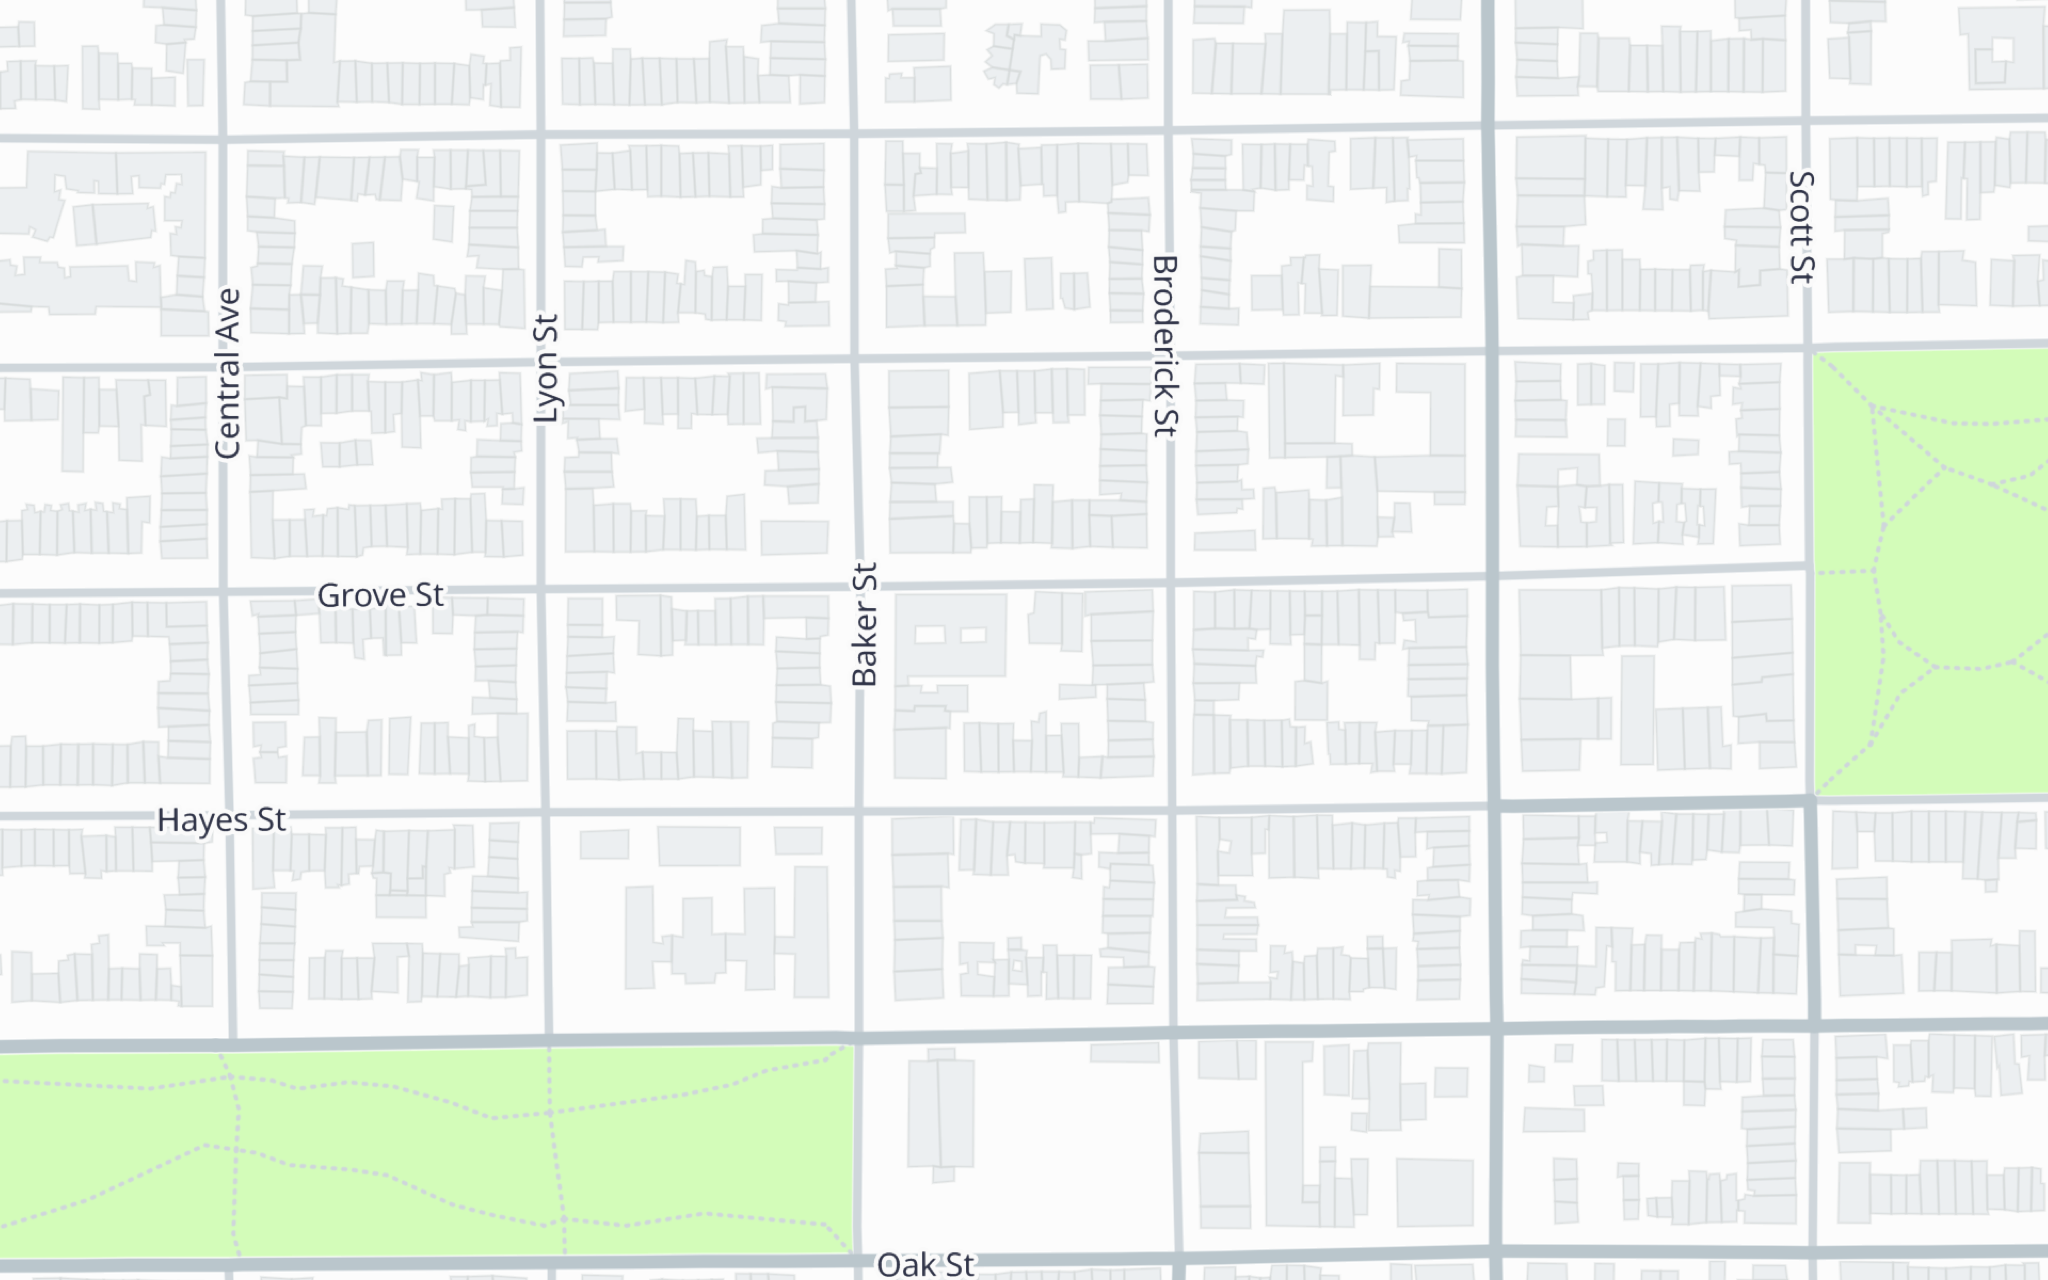 Scott St
Broderick St
Central Ave
Lyon St
Baker St
Grove St
Hayes St
Oak St